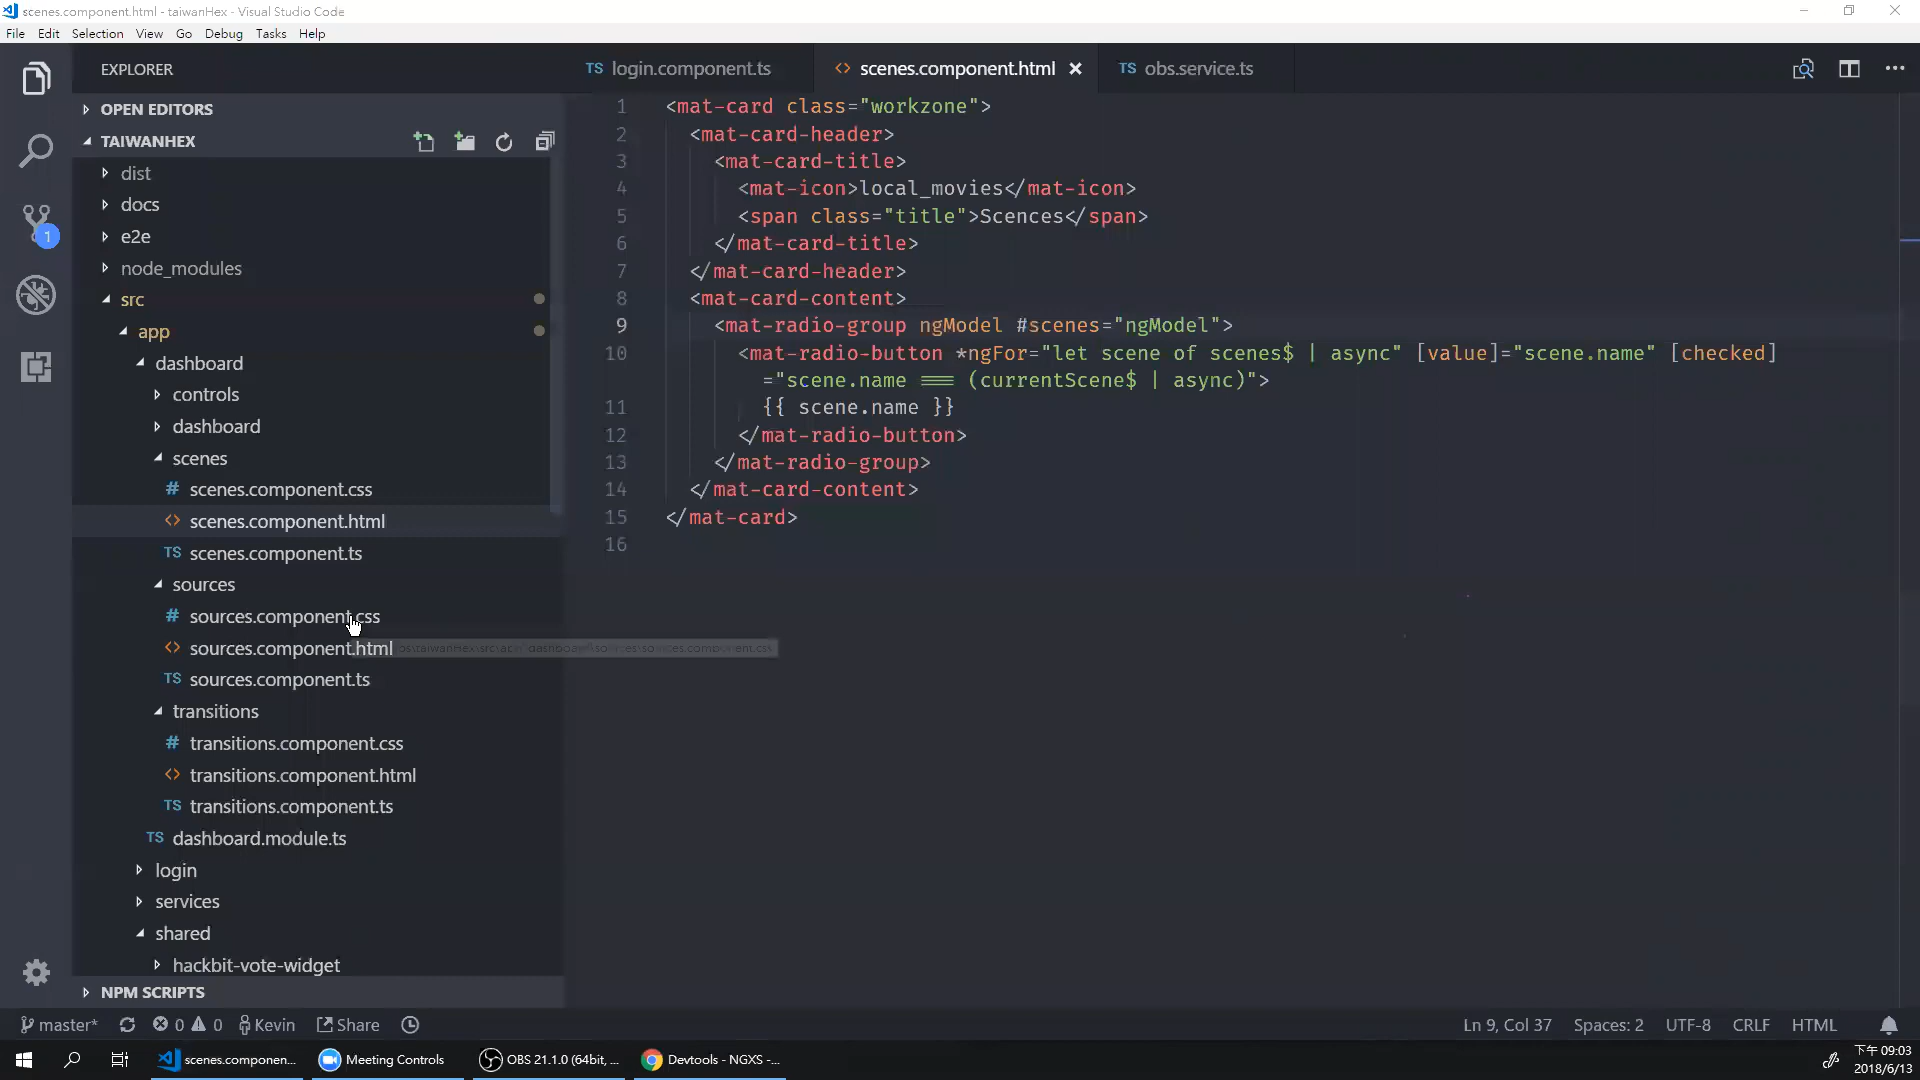 scenes.component.html - taiwanHex - Visual Studio Code
File Edit Selection View Go Debug Tasks Help
EXPLORER
TS login.component.ts
<> scenes.component.html
TS obs.service.ts
OPEN EDITORS
TAIWANHEX
dist
docs
e2e
node_modules
src
app
dashboard
controls
dashboard
scenes
# scenes.component.css
<> scenes.component.html
TS scenes.component.ts
sources
# sources.component.css
<> sources.component.html
TS sources.component.ts
transitions
# transitions.component.css
<> transitions.component.html
TS transitions.component.ts
TS dashboard.module.ts
login
services
shared
hackbit-vote-widget
NPM SCRIPTS
1
1 <mat-card class="workzone">
2 <mat-card-header>
3 <mat-card-title>
4 <mat-icon>local_movies</mat-icon>
5 <span class="title">Scences</span>
6 </mat-card-title>
7 </mat-card-header>
8 <mat-card-content>
9 <mat-radio-group ngModel #scenes="ngModel">
10 <mat-radio-button *ngFor="let scene of scenes$ | async" [value]="scene.name" [checked]
="scene.name === (currentScene$ | async)">
11 {{ scene.name }}
12 </mat-radio-button>
13 </mat-radio-group>
14 </mat-card-content>
15 </mat-card>
16
master* 0 0 Kevin Share
Ln 9, Col 37 Spaces: 2 UTF-8 CRLF HTML
scenes.componen... Meeting Controls OBS 21.1.0 (64bit, ... Devtools - NGXS -...
下午 09:03
2018/6/13